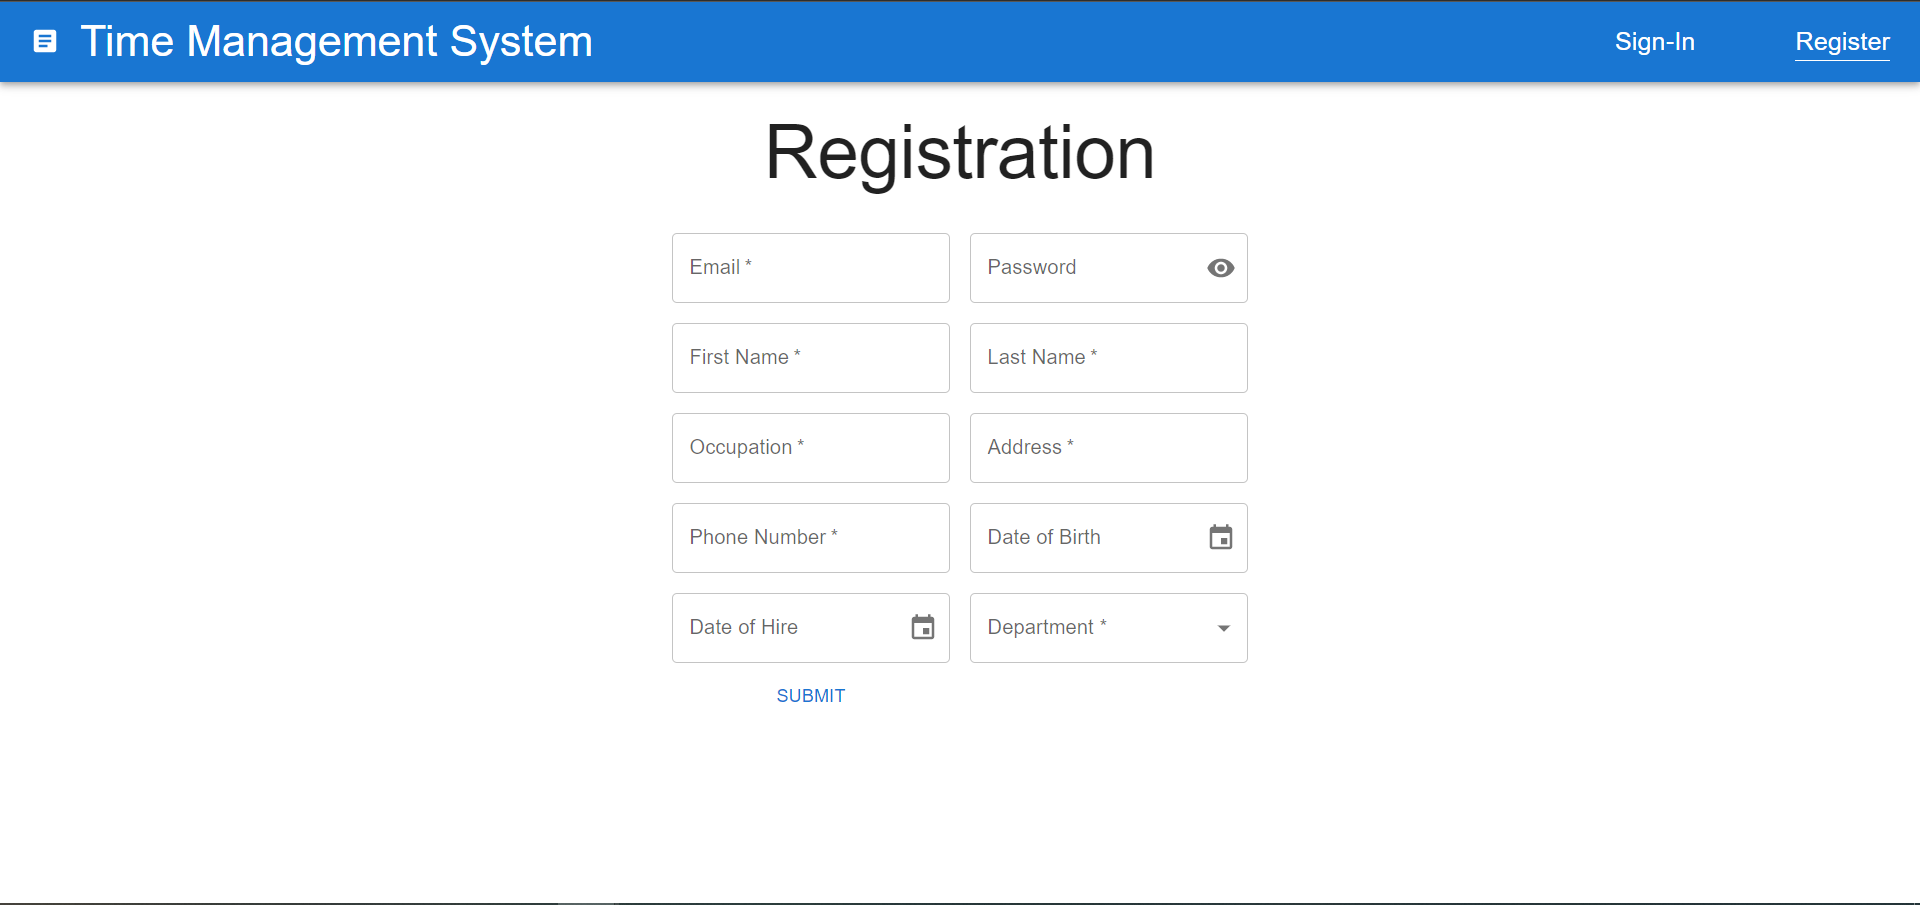 Time Management System
Sign-In
Register
Registration
Email *
Password
First Name *
Last Name *
Occupation *
Address *
Phone Number *
Date of Birth
Date of Hire
Department *
SUBMIT